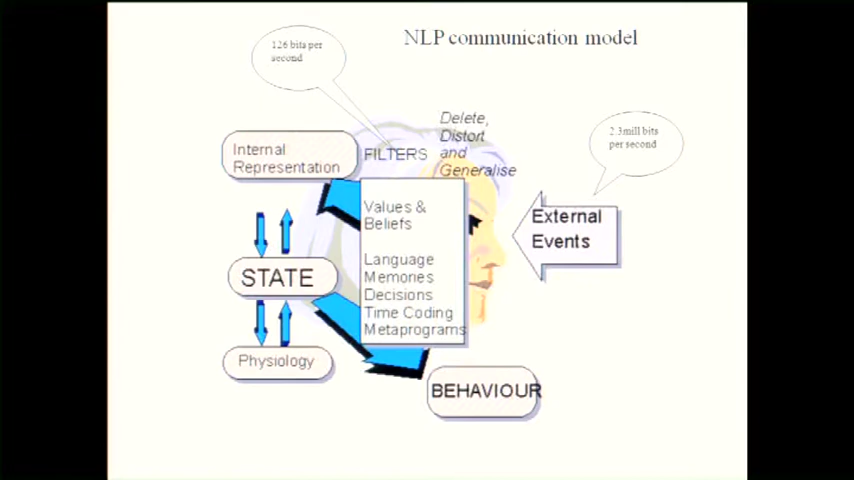 NLP communication model
126 bits per
second
Delete,
Distort
and
Generalise
2.3mill bits
per second
Internal
Representation
FILTERS
Values &
Beliefs
Language
Memories
Decisions
Time Coding
Metaprograms
External
Events
STATE
Physiology
BEHAVIOUR